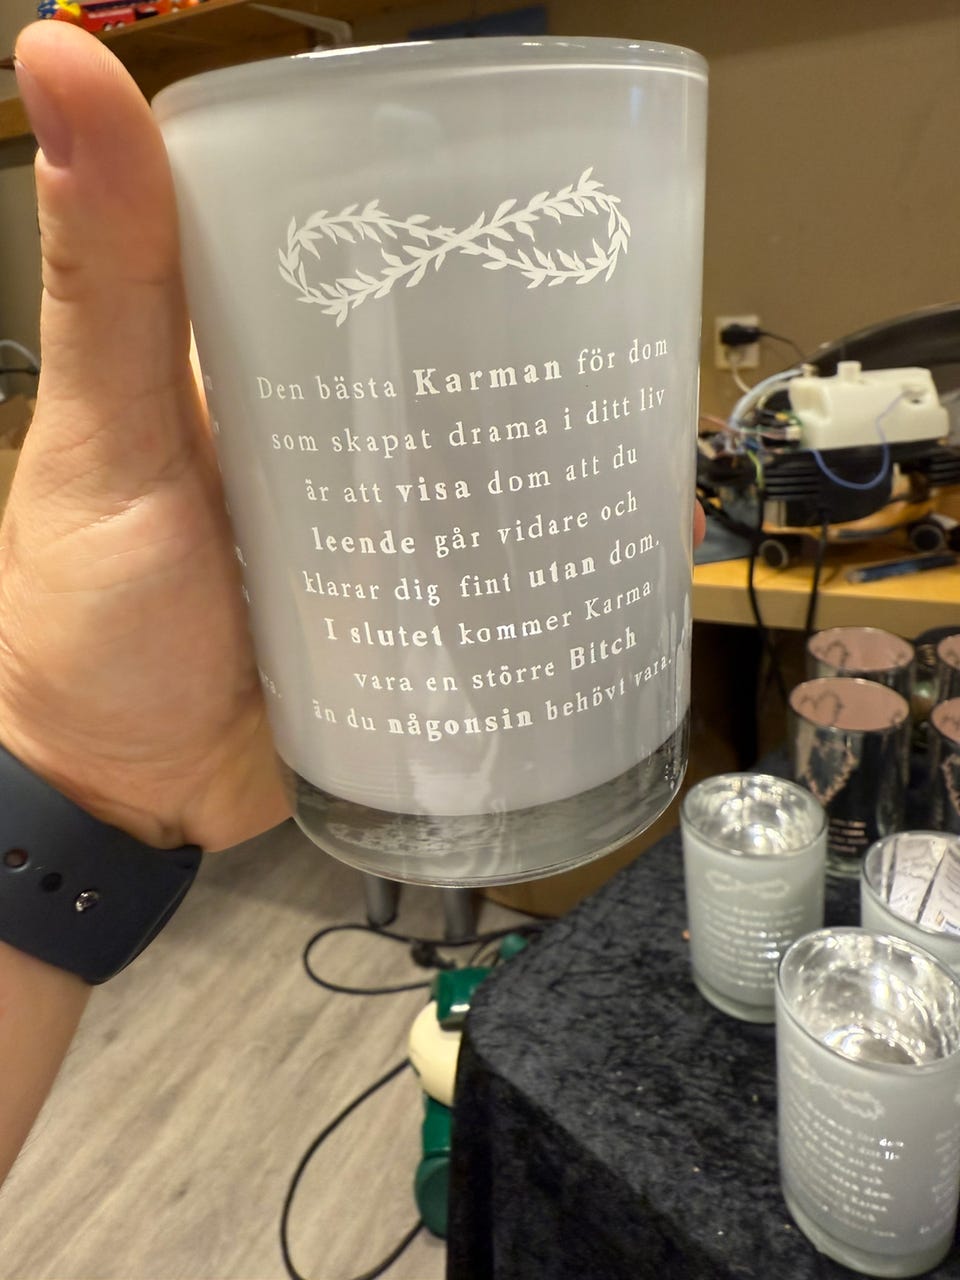 Den bästa Karman för dom
som skapat drama i ditt liv
är att visa dom att du
leende går vidare och
klarar dig fint utan dom.
I slutet kommer Karma
vara en större Bitch
än du någonsin behövt vara.